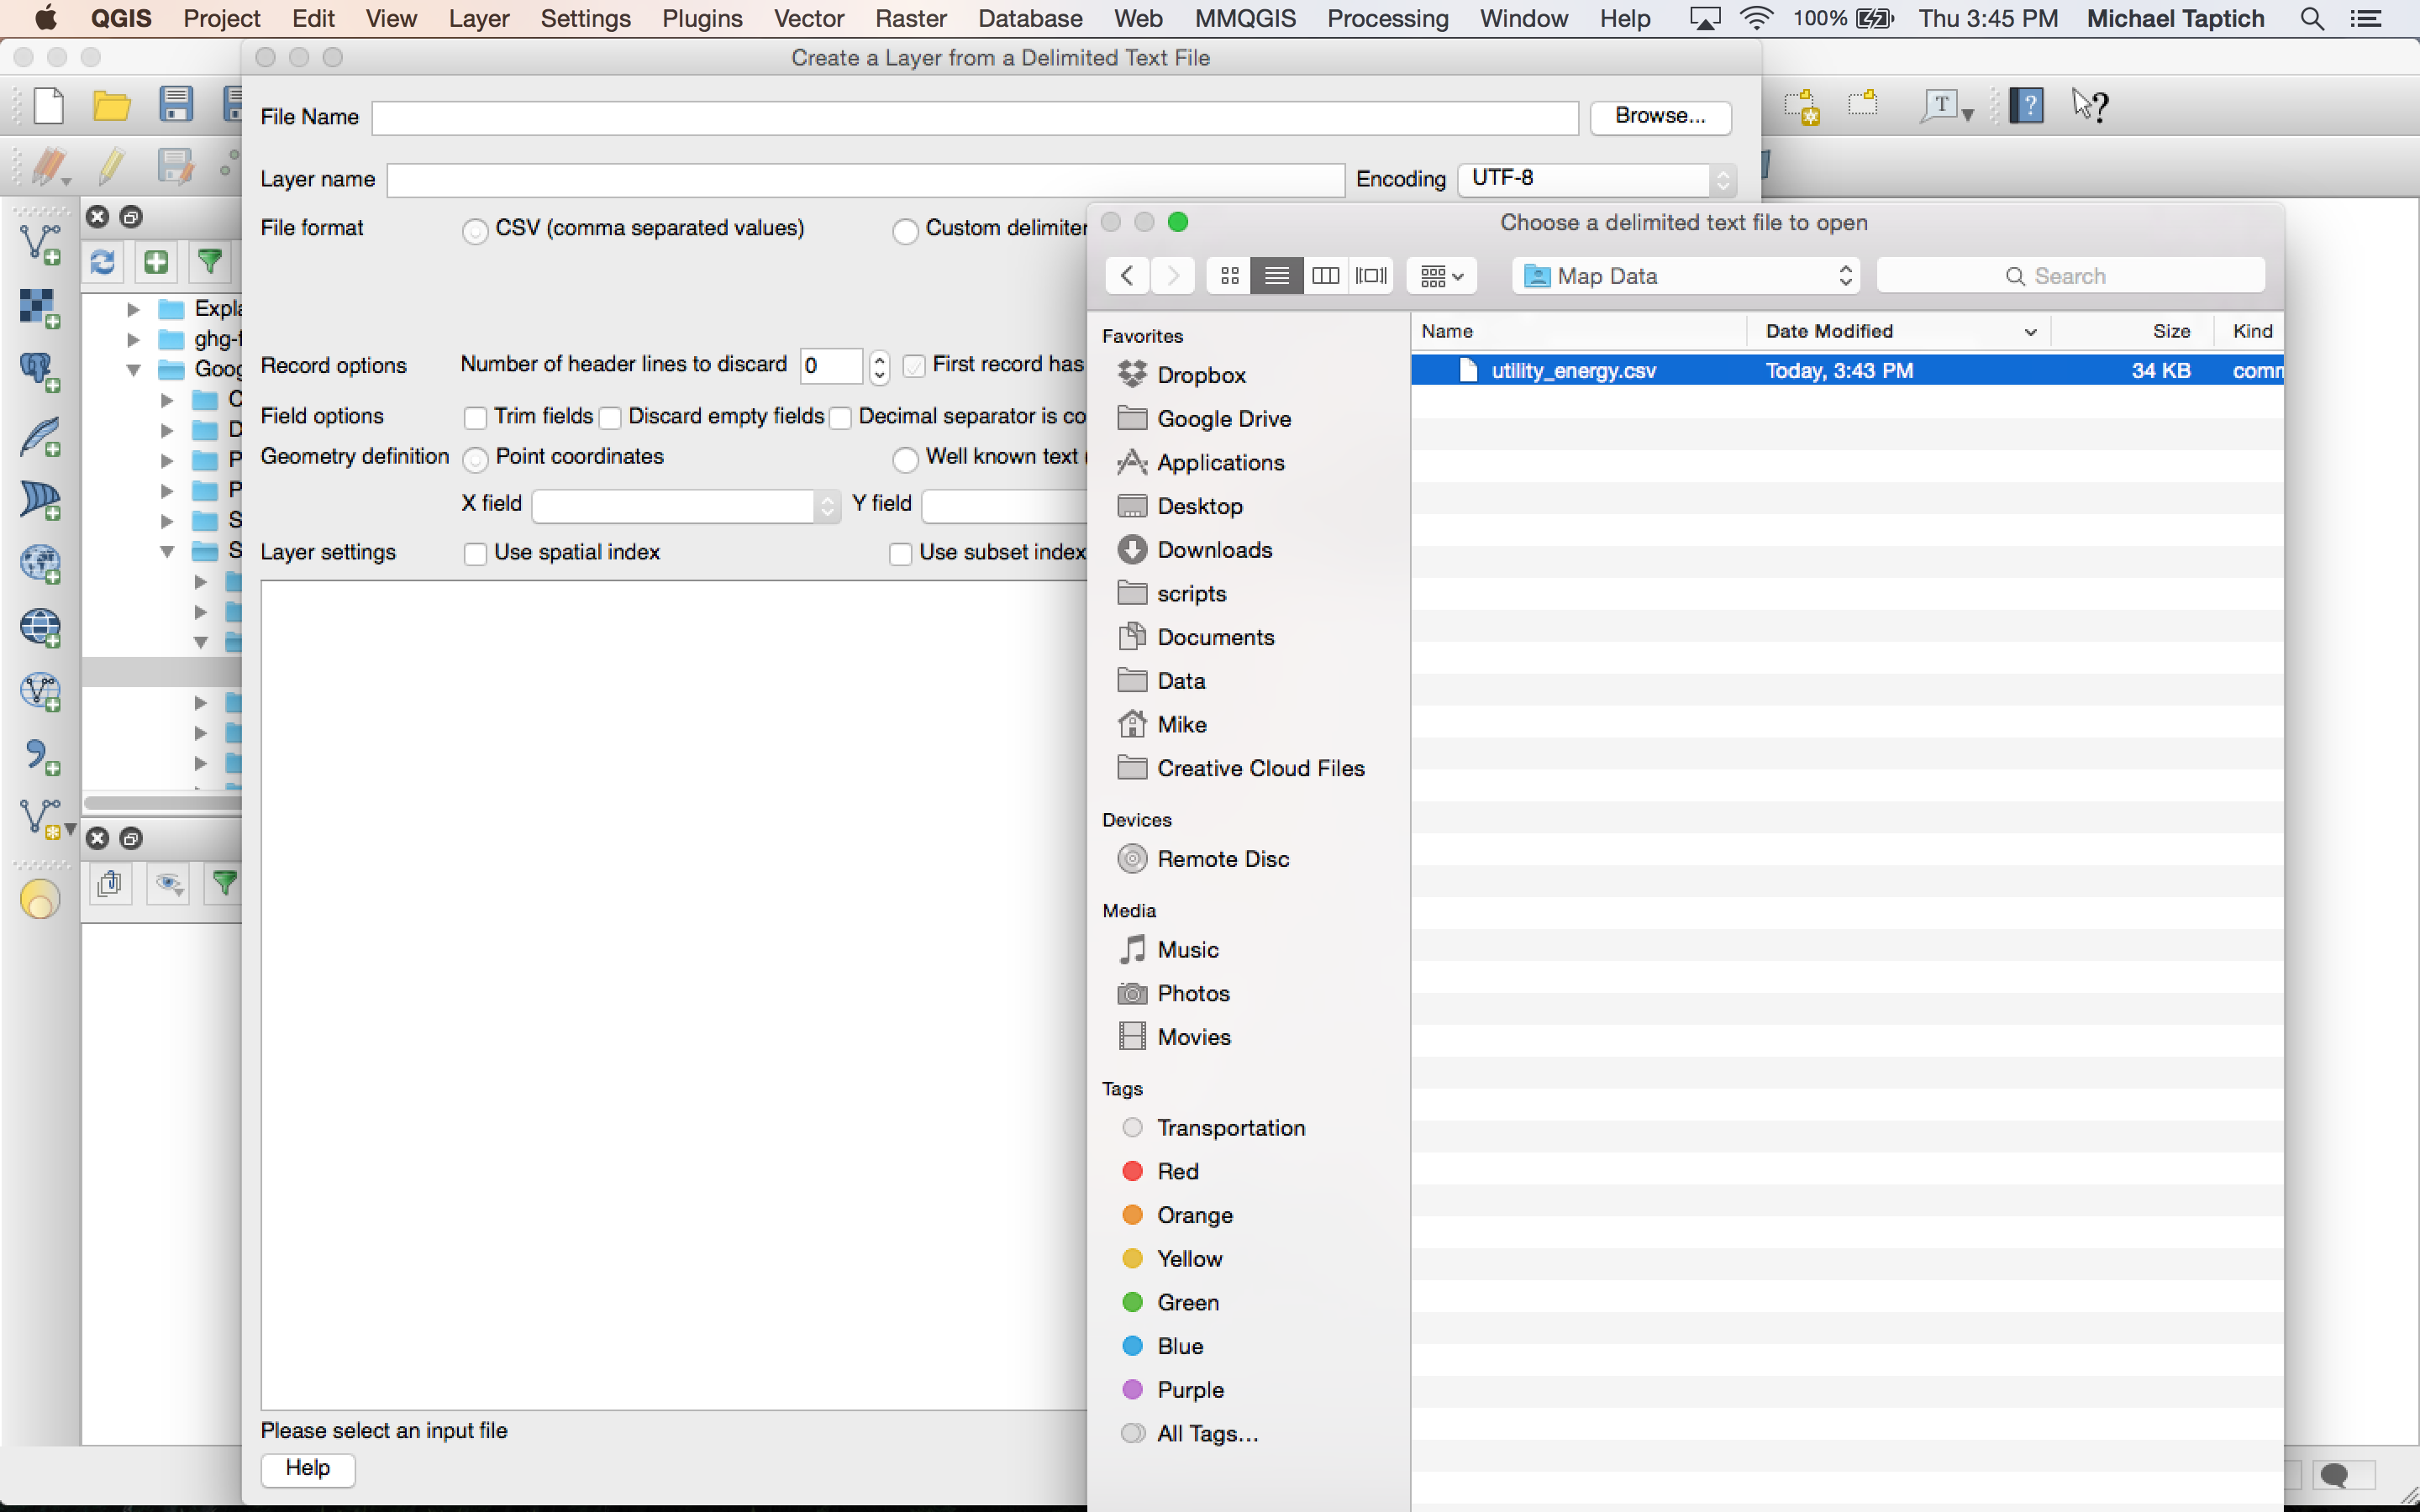 QGIS Project Edit View Layer Settings Plugins Vector Raster Database Web MMQGIS Processing Window Help 100% Thu 3:45 PM Michael Taptich
Create a Layer from a Delimited Text File
File Name Browse...
Layer name Encoding UTF-8
File format CSV (comma separated values) Custom delimiter
Record options Number of header lines to discard 0 First record has
Field options Trim fields Discard empty fields Decimal separator is co
Geometry definition Point coordinates Well known text (
X field Y field
Layer settings Use spatial index Use subset index
Please select an input file
Help
Expla
ghg-f
Goog
C
D
P
P
S
S
Choose a delimited text file to open
Map Data Search
Name Date Modified Size Kind
utility_energy.csv Today, 3:43 PM 34 KB comm
Favorites
Dropbox
Google Drive
Applications
Desktop
Downloads
scripts
Documents
Data
Mike
Creative Cloud Files
Devices
Remote Disc
Media
Music
Photos
Movies
Tags
Transportation
Red
Orange
Yellow
Green
Blue
Purple
All Tags...